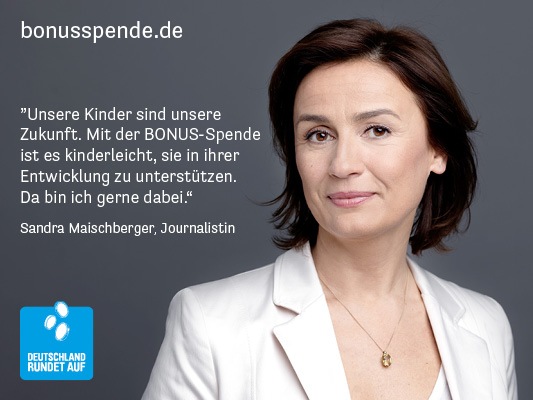 bonusspende.de
”Unsere Kinder sind unsere
Zukunft. Mit der BONUS-Spende
ist es kinderleicht, sie in ihrer
Entwicklung zu unterstützen.
Da bin ich gerne dabei.“
Sandra Maischberger, Journalistin
DEUTSCHLAND
RUNDET AUF